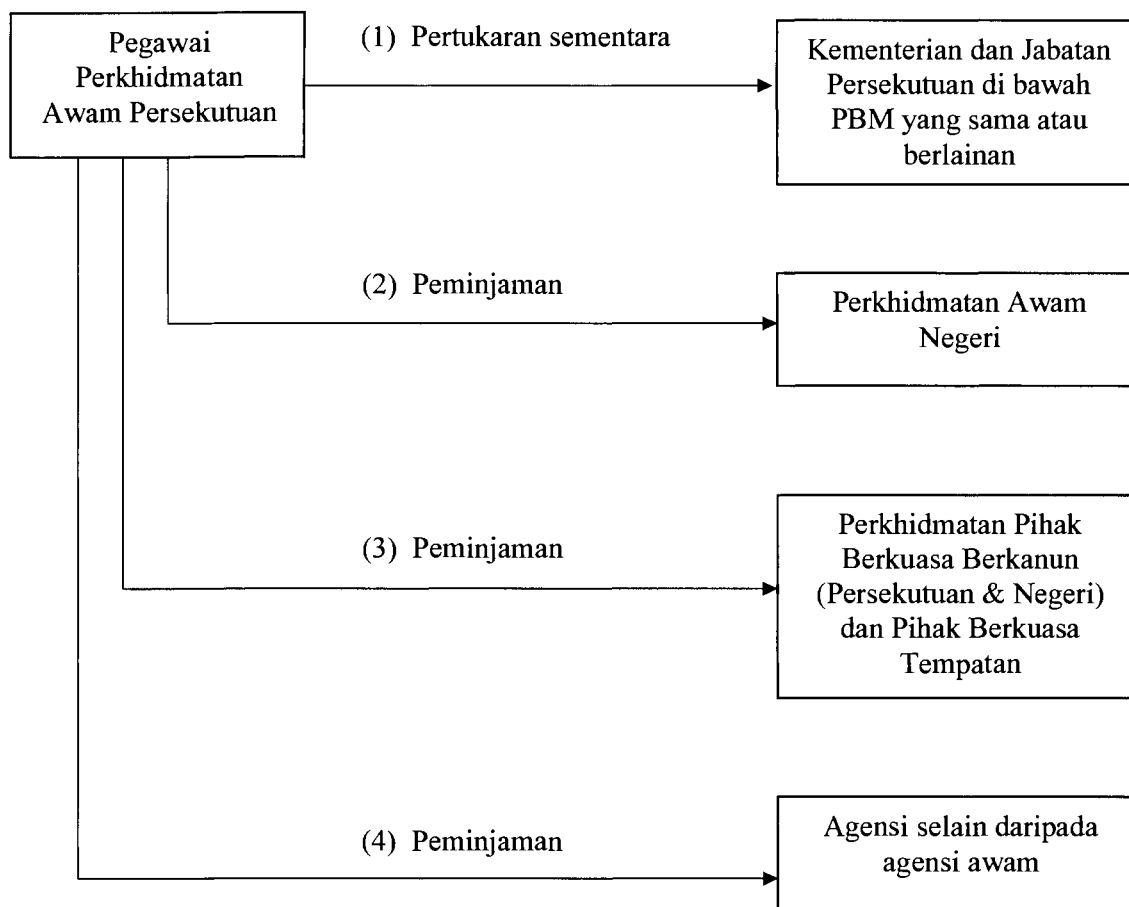 Pegawai
Perkhidmatan
Awam Persekutuan
(1) Pertukaran sementara
Kementerian dan Jabatan
Persekutuan di bawah
PBM yang sama atau
berlainan
(2) Peminjaman
Perkhidmatan Awam
Negeri
(3) Peminjaman
Perkhidmatan Pihak
Berkuasa Berkanun
(Persekutuan & Negeri)
dan Pihak Berkuasa
Tempatan
(4) Peminjaman
Agensi selain daripada
agensi awam